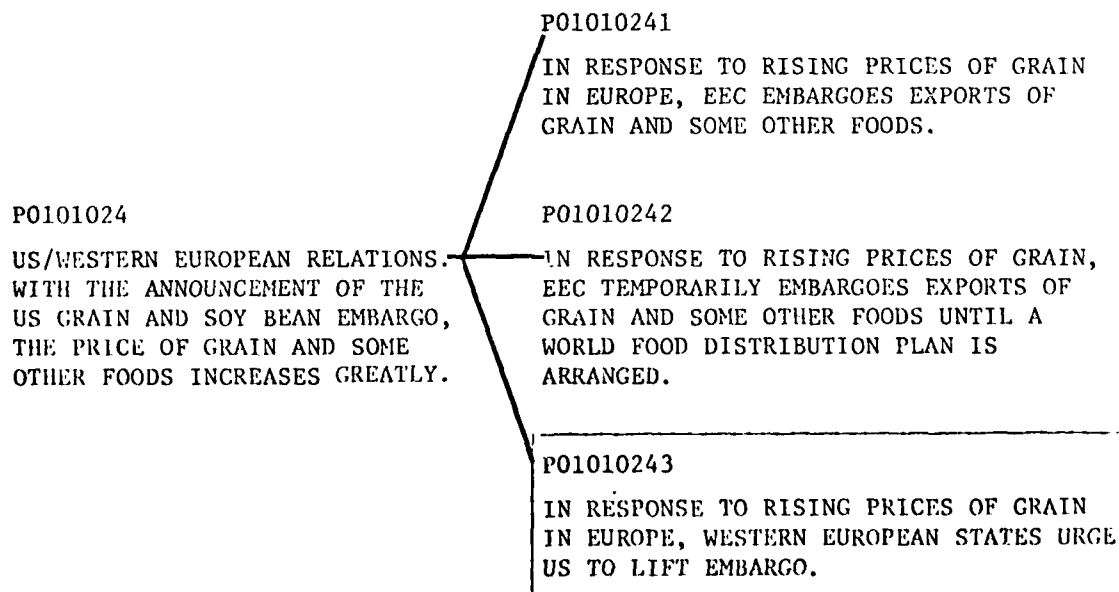 P01010241
IN RESPONSE TO RISING PRICES OF GRAIN
IN EUROPE, EEC EMBARGOES EXPORTS OF
GRAIN AND SOME OTHER FOODS.
P0101024
US/WESTERN EUROPEAN RELATIONS.
WITH THE ANNOUNCEMENT OF THE
US GRAIN AND SOY BEAN EMBARGO,
THE PRICE OF GRAIN AND SOME
OTHER FOODS INCREASES GREATLY.
P01010242
IN RESPONSE TO RISING PRICES OF GRAIN,
EEC TEMPORARILY EMBARGOES EXPORTS OF
GRAIN AND SOME OTHER FOODS UNTIL A
WORLD FOOD DISTRIBUTION PLAN IS
ARRANGED.
P01010243
IN RESPONSE TO RISING PRICES OF GRAIN
IN EUROPE, WESTERN EUROPEAN STATES URGE
US TO LIFT EMBARGO.